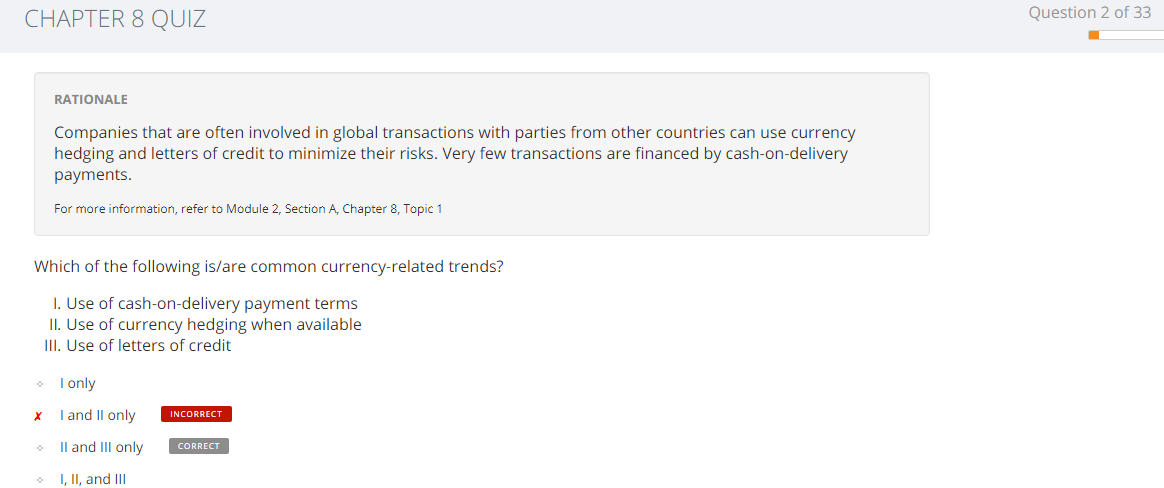 CHAPTER 8 QUIZ
Question 2 of 33
RATIONALE
Companies that are often involved in global transactions with parties from other countries can use currency
hedging and letters of credit to minimize their risks. Very few transactions are financed by cash-on-delivery
payments.
For more information, refer to Module 2, Section A, Chapter 8, Topic 1
Which of the following is/are common currency-related trends?
I. Use of cash-on-delivery payment terms
II. Use of currency hedging when available
III. Use of letters of credit
I only
✗ I and II only INCORRECT
II and III only CORRECT
I, II, and III